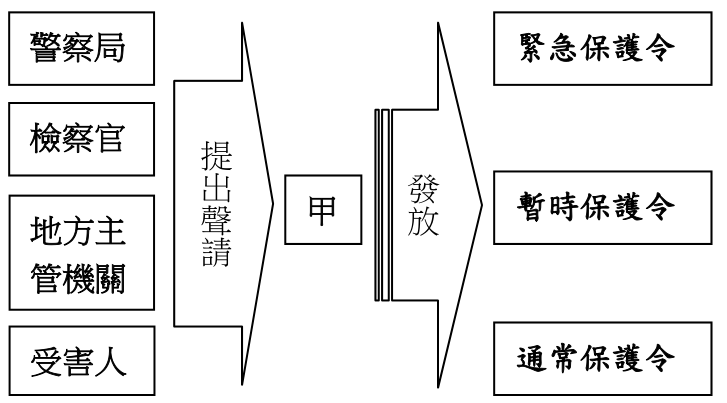 警察局
檢察官
地方主
管機關
受害人
提出聲請
甲
發放
緊急保護令
暫時保護令
通常保護令